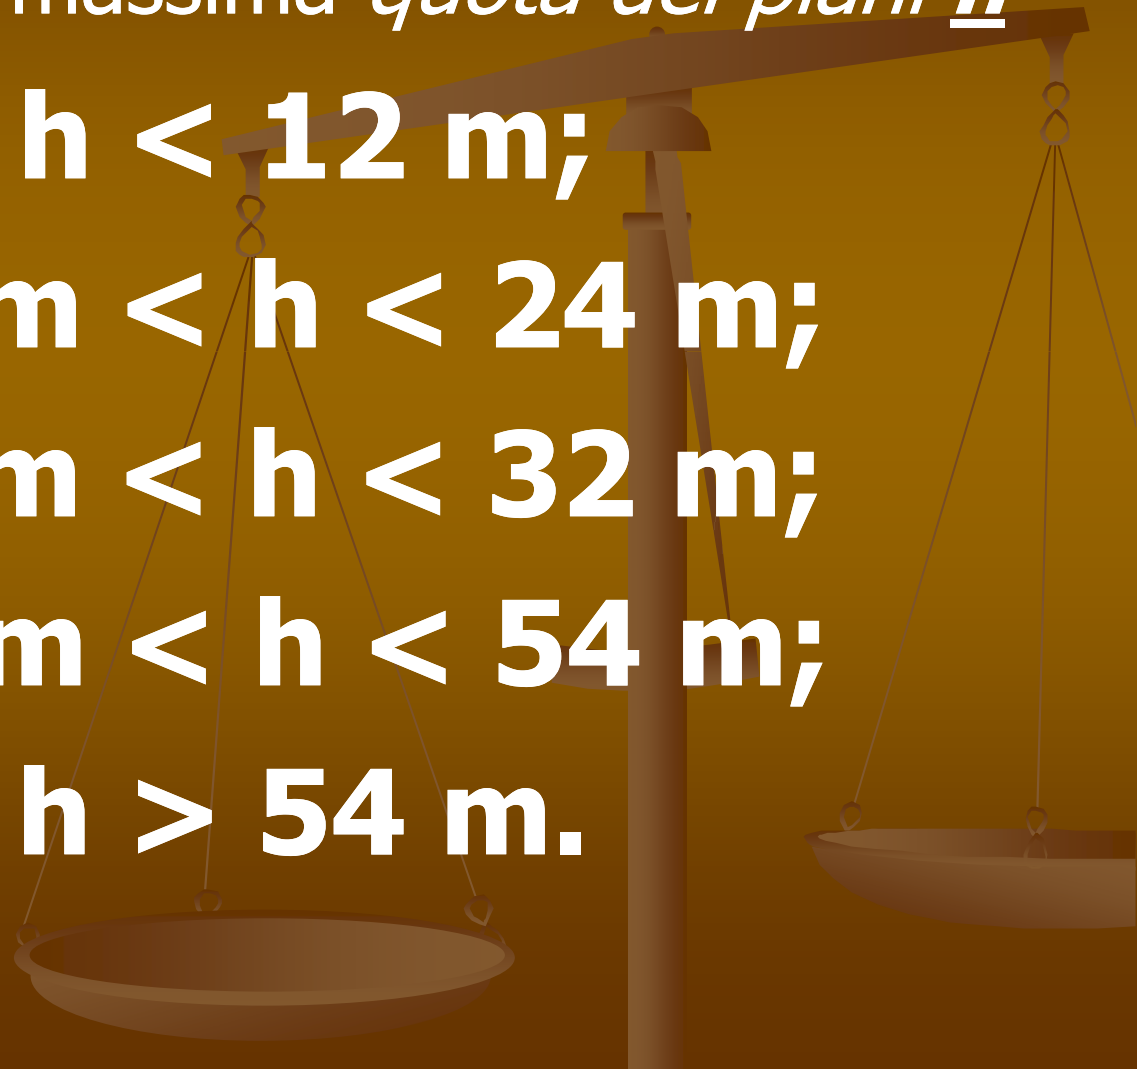 massima quota dei piani h
h < 12 m;
m < h < 24 m;
m < h < 32 m;
m < h < 54 m;
h > 54 m.